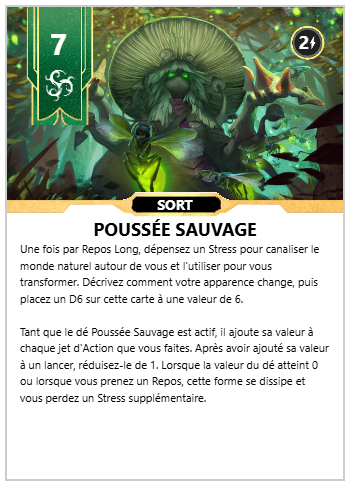 7
2
SORT
POUSSÉE SAUVAGE
Une fois par Repos Long, dépensez un Stress pour canaliser le
monde naturel autour de vous et l'utiliser pour vous
transformer. Décrivez comment votre apparence change, puis
placez un D6 sur cette carte à une valeur de 6.
Tant que le dé Poussée Sauvage est actif, il ajoute sa valeur à
chaque jet d'Action que vous faites. Après avoir ajouté sa valeur
à un lancer, réduisez-le de 1. Lorsque la valeur du dé atteint 0
ou lorsque vous prenez un Repos, cette forme se dissipe et
vous perdez un Stress supplémentaire.